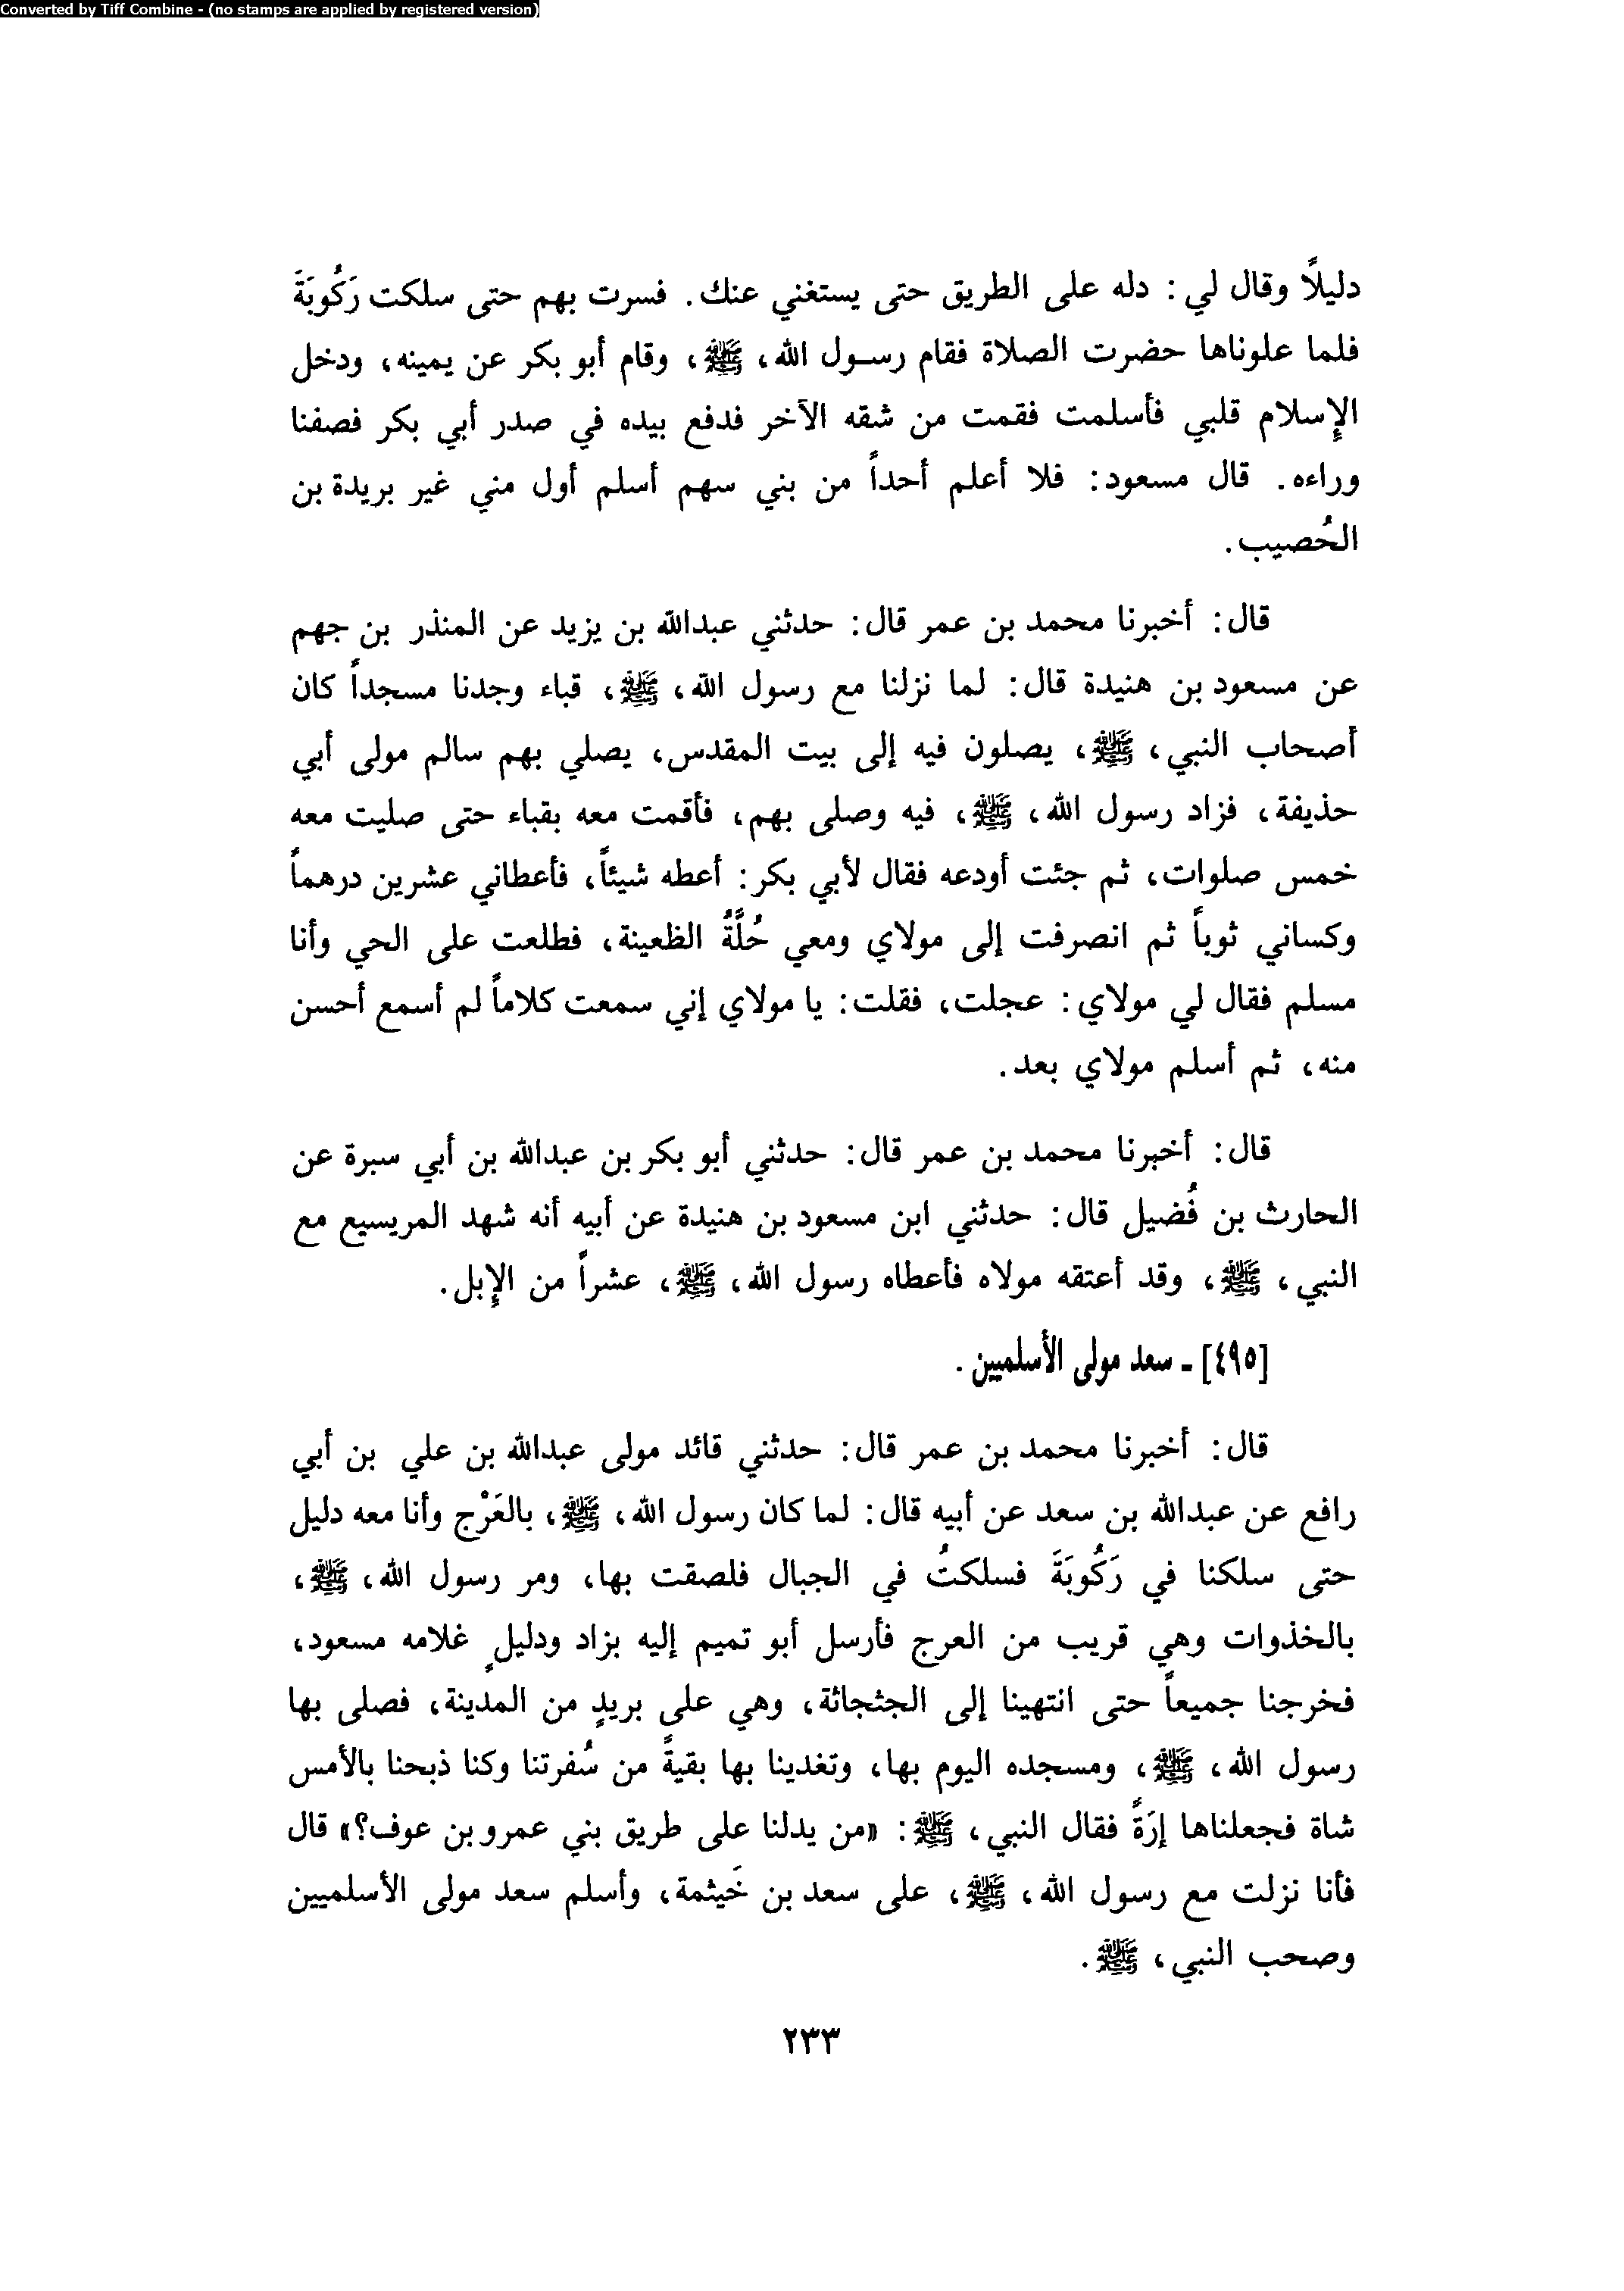 Converted by Tiff Combine - (no stamps are applied by registered version)
دليلاً وقال لي: دله على الطريق حتى يستغني عنك. فسرت بهم حتى سلكت رَكُوبَةَ
فلما علوناها حضرت الصلاة فقام رسول الله، ﷺ، وقام أبو بكر عن يمينه، ودخل
الإسلام قلبي فأسلمت فقمت من شقه الآخر فدفع بيده في صدر أبي بكر فصفنا
وراءه. قال مسعود: فلا أعلم أحداً من بني سهم أسلم أول مني غير بريدة بن
الحُصيب.
قال: أخبرنا محمد بن عمر قال: حدثني عبدالله بن يزيد عن المنذر بن جهم
عن مسعود بن هنيدة قال: لما نزلنا مع رسول الله، ﷺ، قباء وجدنا مسجداً كان
أصحاب النبي، ﷺ، يصلون فيه إلى بيت المقدس، يصلي بهم سالم مولى أبي
حذيفة، فزاد رسول الله، ﷺ، فيه وصلى بهم، فأقمت معه بقباء حتى صليت معه
خمس صلوات، ثم جئت أودعه فقال لأبي بكر: أعطه شيئاً، فأعطاني عشرين درهماً
وكساني ثوباً ثم انصرفت إلى مولاي ومعي حُلَّةُ الظعينة، فطلعت على الحي وأنا
مسلم فقال لي مولاي: عجلت، فقلت: يا مولاي إني سمعت كلاماً لم أسمع أحسن
منه، ثم أسلم مولاي بعد.
قال: أخبرنا محمد بن عمر قال: حدثني أبو بكر بن عبدالله بن أبي سبرة عن
الحارث بن فُضيل قال: حدثني ابن مسعود بن هنيدة عن أبيه أنه شهد المريسيع مع
النبي، ﷺ، وقد أعتقه مولاه فأعطاه رسول الله، ﷺ، عشراً من الإبل.
[٤٩٥] ـ سعد مولى الأسلميين.
قال: أخبرنا محمد بن عمر قال: حدثني قائد مولى عبدالله بن علي بن أبي
رافع عن عبدالله بن سعد عن أبيه قال: لما كان رسول الله، ﷺ، بالعَرْج وأنا معه دليل
حتى سلكنا في رَكُوبَةَ فسلكتُ في الجبال فلصقت بها، ومر رسول الله، ﷺ،
بالخذوات وهي قريب من العرج فأرسل أبو تميم إليه بزاد ودليلٍ غلامه مسعود،
فخرجنا جميعاً حتى انتهينا إلى الجثجاثة، وهي على بريدٍ من المدينة، فصلى بها
رسول الله، ﷺ، ومسجده اليوم بها، وتغدينا بها بقيةً من سُفرتنا وكنا ذبحنا بالأمس
شاة فجعلناها إرَةً فقال النبي، ﷺ: «من يدلنا على طريق بني عمرو بن عوف؟» قال
فأنا نزلت مع رسول الله، ﷺ، على سعد بن خَيثمة، وأسلم سعد مولى الأسلميين
وصحب النبي، ﷺ.
٢٣٣